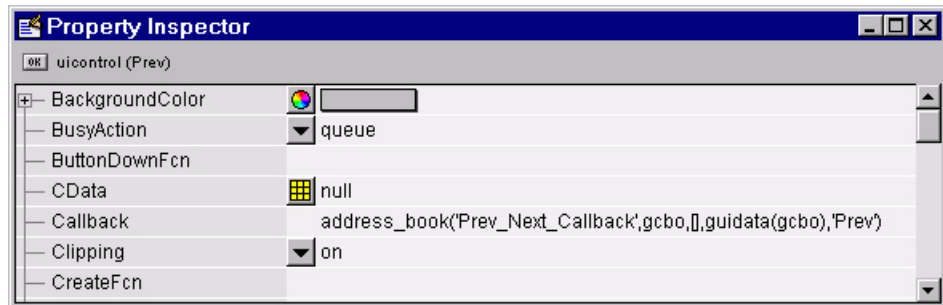 Property Inspector
OK uicontrol (Prev)
BackgroundColor
BusyAction queue
ButtonDownFcn
CData null
Callback address_book('Prev_Next_Callback',gcbo,[],guidata(gcbo),'Prev')
Clipping on
CreateFcn